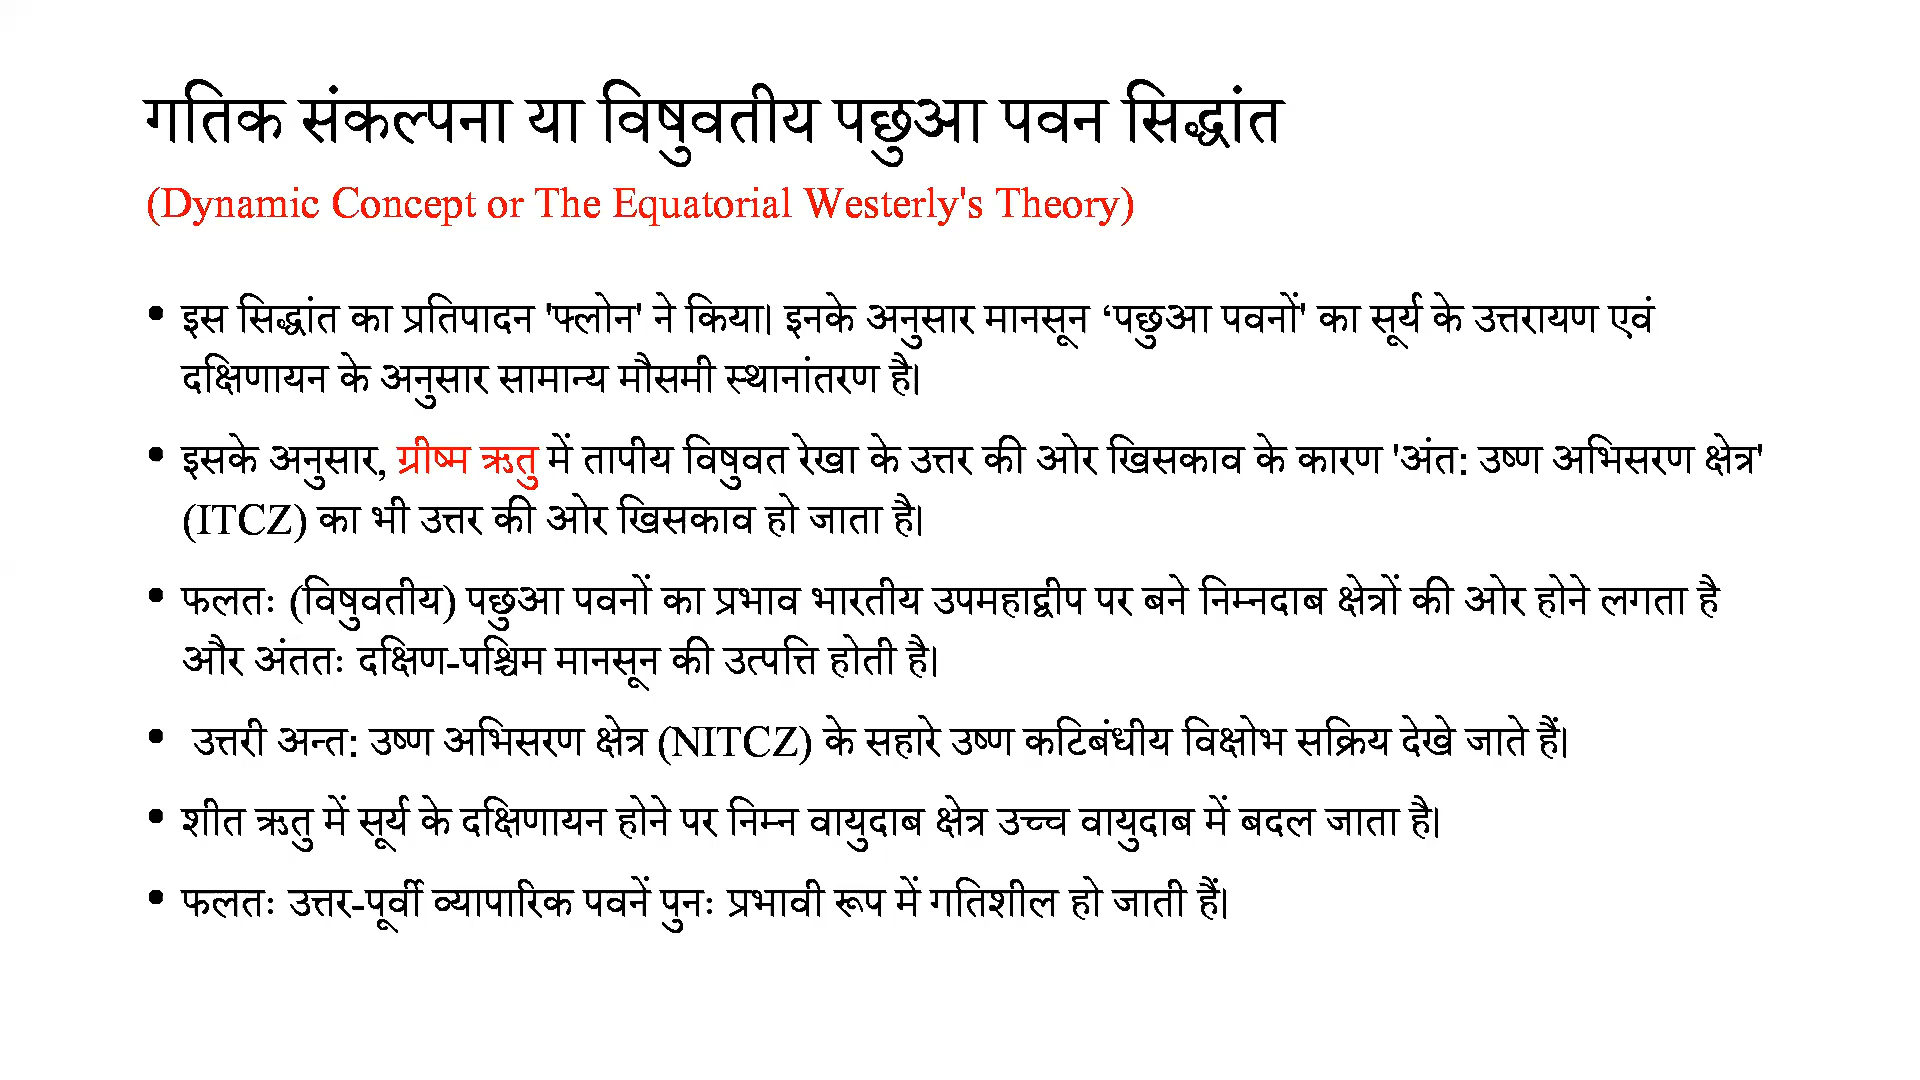 गतिक संकल्पना या विषुवतीय पछुआ पवन सिद्धांत
(Dynamic Concept or The Equatorial Westerly's Theory)
• इस सिद्धांत का प्रतिपादन 'फ्लोन' ने किया। इनके अनुसार मानसून ‘पछुआ पवनों' का सूर्य के उत्तरायण एवं
दक्षिणायन के अनुसार सामान्य मौसमी स्थानांतरण है।
• इसके अनुसार, ग्रीष्म ऋतु में तापीय विषुवत रेखा के उत्तर की ओर खिसकाव के कारण 'अंत: उष्ण अभिसरण क्षेत्र'
(ITCZ) का भी उत्तर की ओर खिसकाव हो जाता है।
• फलतः (विषुवतीय) पछुआ पवनों का प्रभाव भारतीय उपमहाद्वीप पर बने निम्नदाब क्षेत्रों की ओर होने लगता है
और अंततः दक्षिण-पश्चिम मानसून की उत्पत्ति होती है।
• उत्तरी अन्त: उष्ण अभिसरण क्षेत्र (NITCZ) के सहारे उष्ण कटिबंधीय विक्षोभ सक्रिय देखे जाते हैं।
• शीत ऋतु में सूर्य के दक्षिणायन होने पर निम्न वायुदाब क्षेत्र उच्च वायुदाब में बदल जाता है।
• फलतः उत्तर-पूर्वी व्यापारिक पवनें पुनः प्रभावी रूप में गतिशील हो जाती हैं।